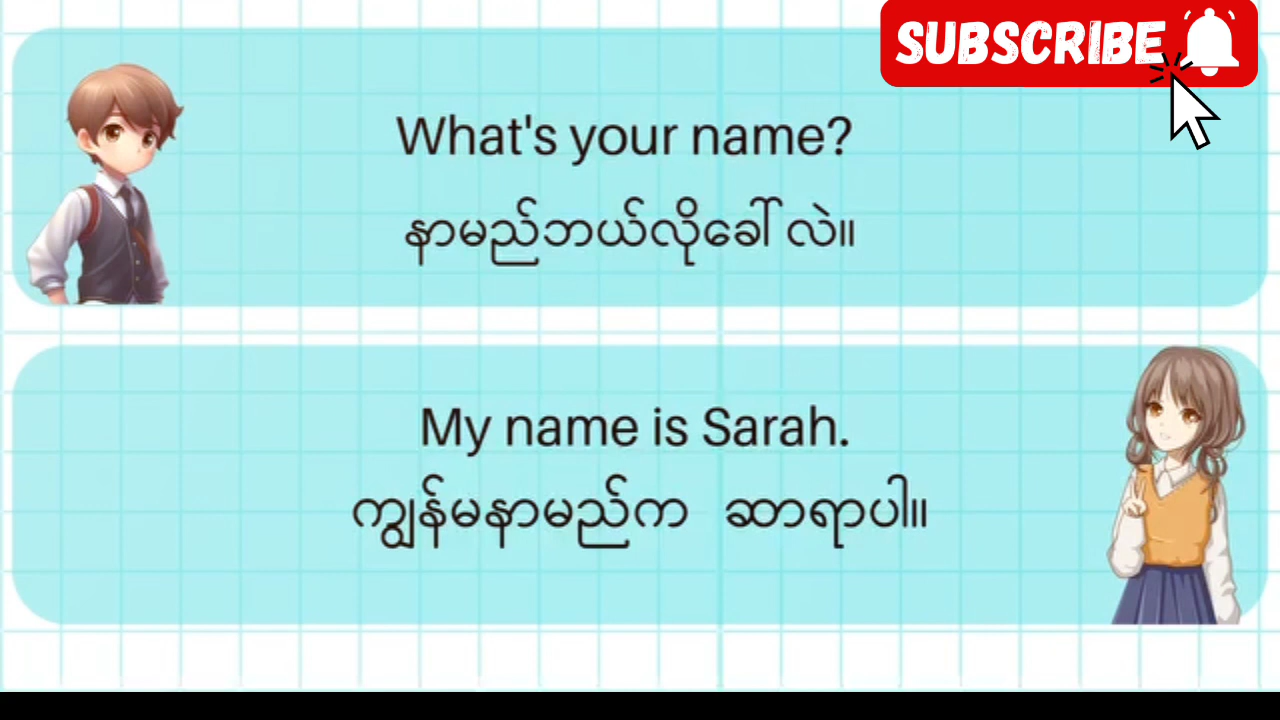 SUBSCRIBE
What's your name?
နာမည်ဘယ်လိုခေါ် လဲ။
My name is Sarah.
ကျွန်မနာမည်က ဆာရာပါ။